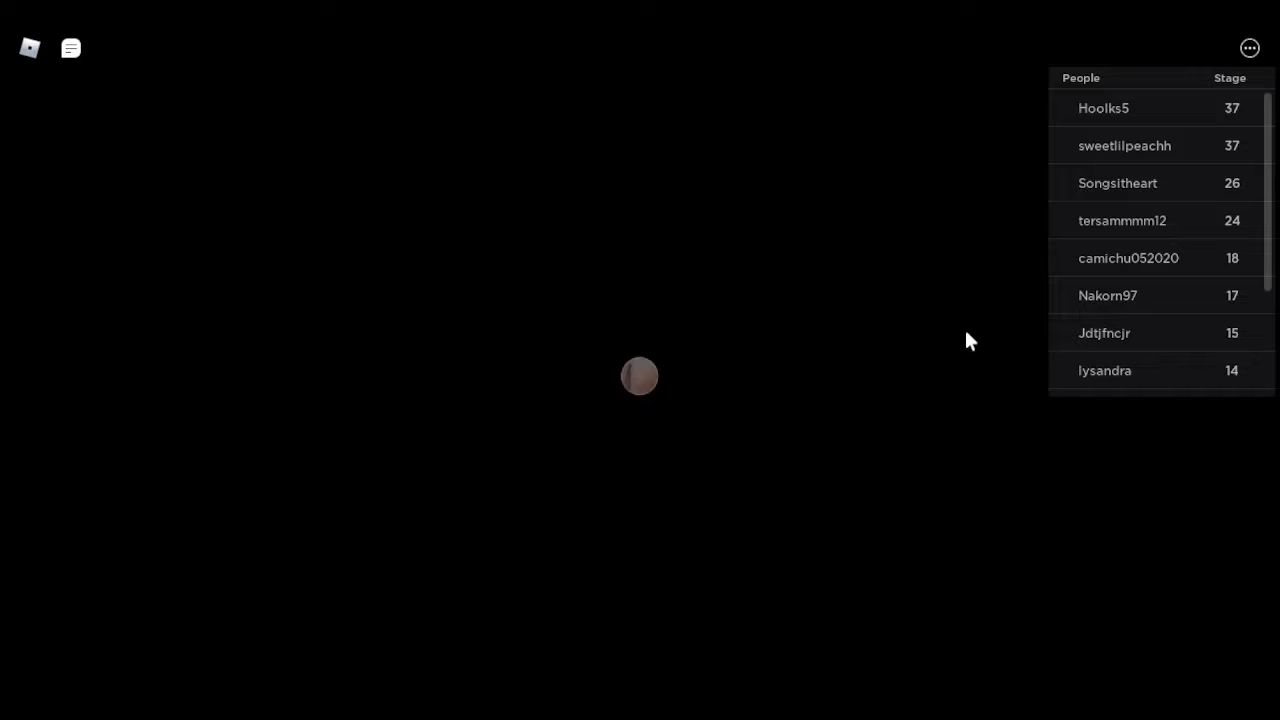 People Stage
Hoolks5 37
sweetlilpeachh 37
Songsitheart 26
tersammmm12 24
camichu052020 18
Nakorn97 17
Jdtjfncjr 15
lysandra 14